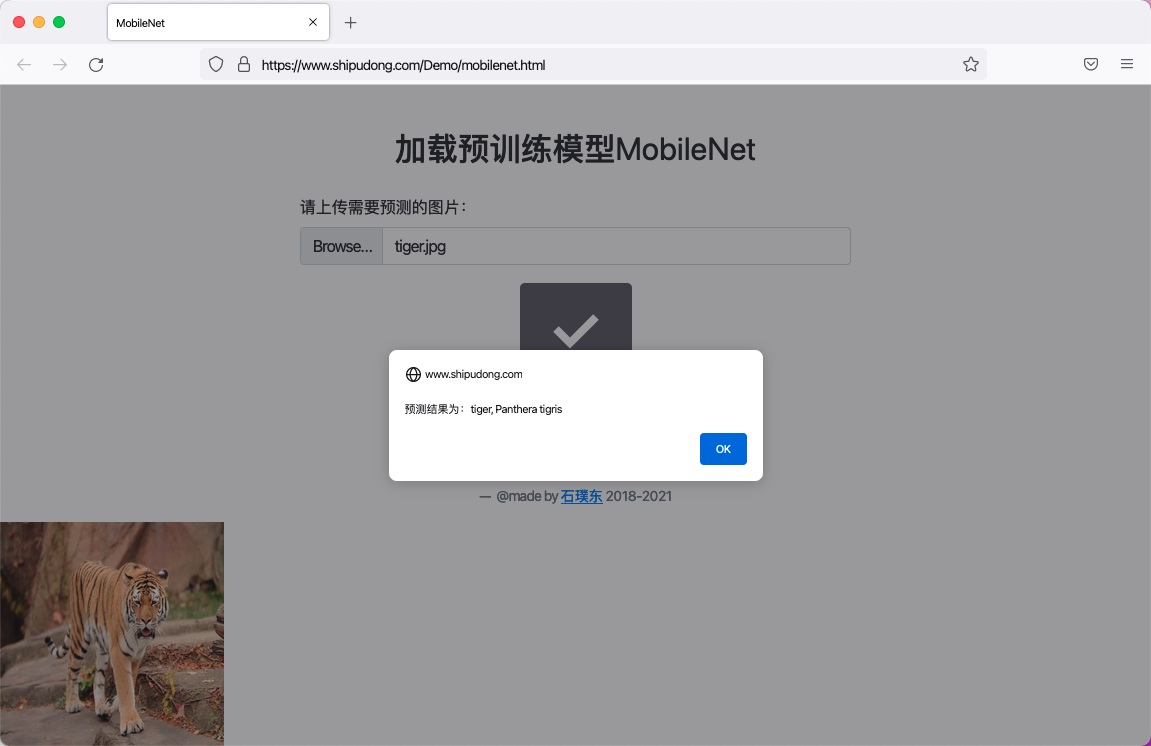 MobileNet
https://www.shipudong.com/Demo/mobilenet.html
加载预训练模型MobileNet
请上传需要预测的图片：
Browse... tiger.jpg
www.shipudong.com
预测结果为：tiger, Panthera tigris
OK
— @made by 石璞东 2018-2021